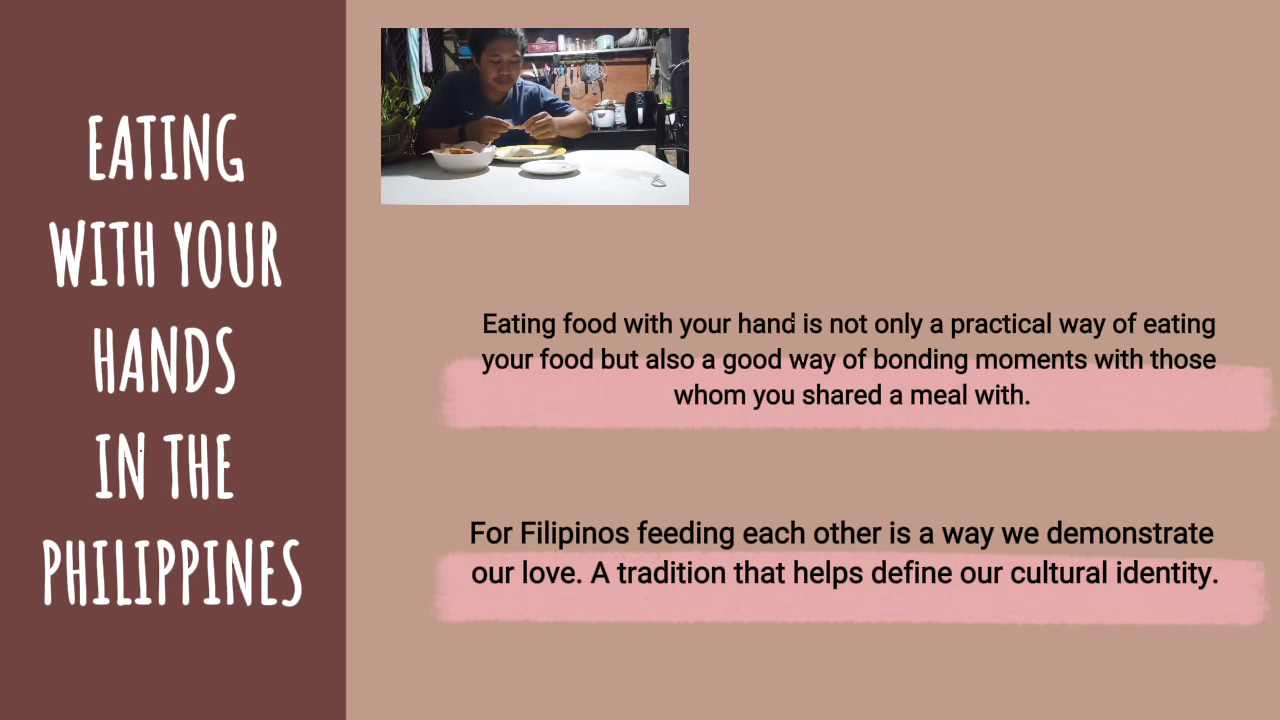 EATING
WITH YOUR
HANDS
IN THE
PHILIPPINES
Eating food with your hand is not only a practical way of eating
your food but also a good way of bonding moments with those
whom you shared a meal with.
For Filipinos feeding each other is a way we demonstrate
our love. A tradition that helps define our cultural identity.